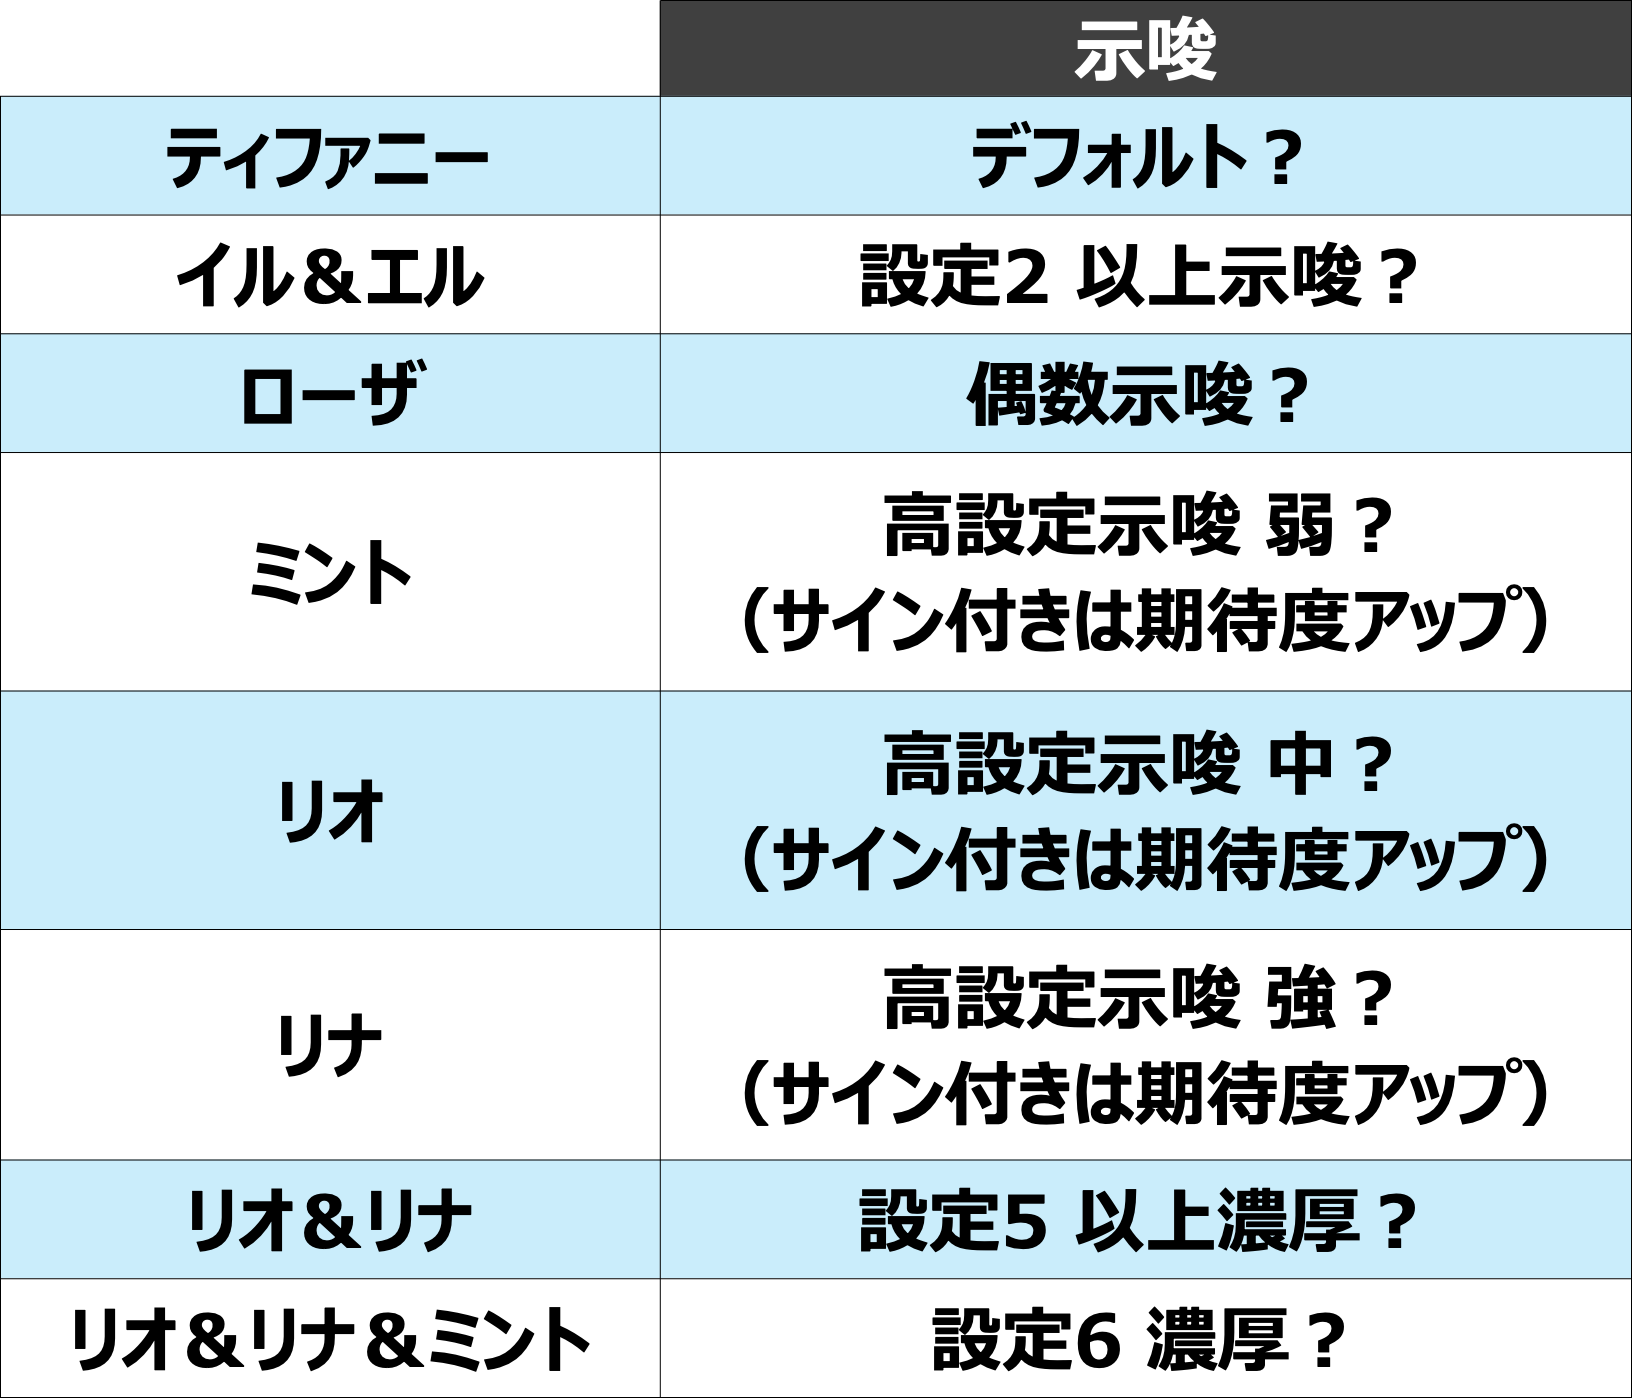 示唆
ティファニー
デフォルト？
イル＆エル
設定2 以上示唆？
ローザ
偶数示唆？
ミント
高設定示唆 弱？
（サイン付きは期待度アップ）
リオ
高設定示唆 中？
（サイン付きは期待度アップ）
リナ
高設定示唆 強？
（サイン付きは期待度アップ）
リオ＆リナ
設定5 以上濃厚？
リオ＆リナ＆ミント
設定6 濃厚？